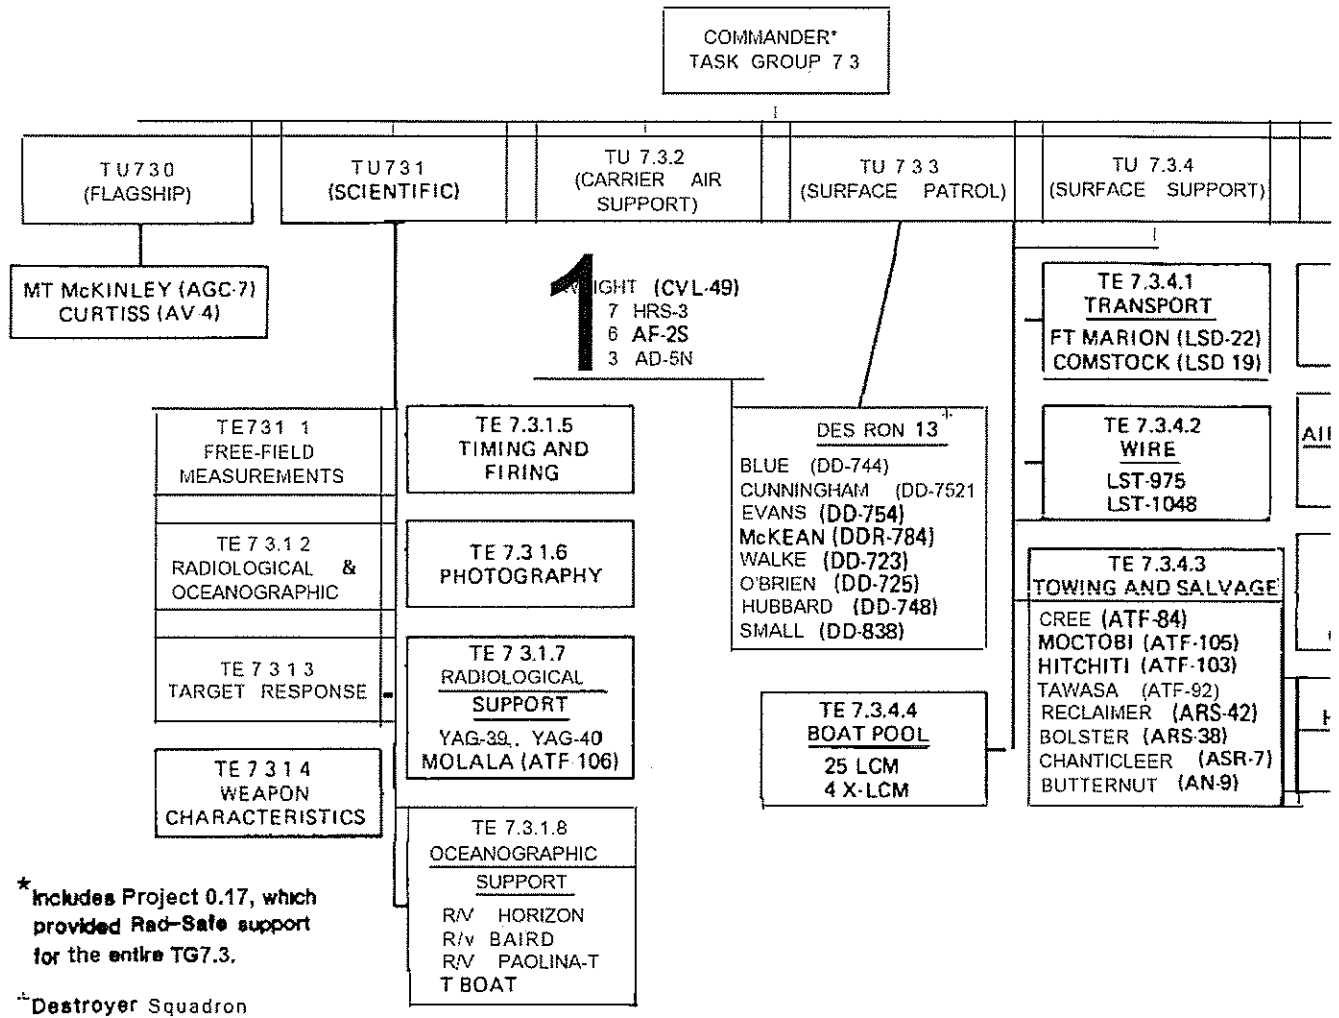 COMMANDER*
TASK GROUP 7 3
TU730
(FLAGSHIP)
TU731
(SCIENTIFIC)
TU 7.3.2
(CARRIER AIR
SUPPORT)
TU 7 3 3
(SURFACE PATROL)
TU 7.3.4
(SURFACE SUPPORT)
MT McKINLEY (AGC-7)
CURTISS (AV-4)
1
IGHT (CVL-49)
7 HRS-3
6 AF-2S
3 AD-5N
TE 7.3.4.1
TRANSPORT
FT MARION (LSD-22)
COMSTOCK (LSD 19)
TE731 1
FREE-FIELD
MEASUREMENTS
TE 7.3.1.5
TIMING AND
FIRING
DES RON 13+
BLUE (DD-744)
CUNNINGHAM (DD-7521
EVANS (DD-754)
McKEAN (DDR-784)
WALKE (DD-723)
O'BRIEN (DD-725)
HUBBARD (DD-748)
SMALL (DD-838)
TE 7.3.4.2
WIRE
LST-975
LST-1048
AIF
TE 7 3.1 2
RADIOLOGICAL &
OCEANOGRAPHIC
TE 7.3 1.6
PHOTOGRAPHY
TE 7.3.4.3
TOWING AND SALVAGE
CREE (ATF-84)
MOCTOBI (ATF-105)
HITCHITI (ATF-103)
TAWASA (ATF-92)
RECLAIMER (ARS-42)
BOLSTER (ARS-38)
CHANTICLEER (ASR-7)
BUTTERNUT (AN-9)
TE 7 3 1 3
TARGET RESPONSE
TE 7 3.1.7
RADIOLOGICAL
SUPPORT
YAG-39, YAG-40
MOLALA (ATF-106)
TE 7.3.4.4
BOAT POOL
25 LCM
4 X-LCM
TE 7 3 1 4
WEAPON
CHARACTERISTICS
TE 7.3.1.8
OCEANOGRAPHIC
SUPPORT
R/V HORIZON
R/v BAIRD
R/V PAOLINA-T
T BOAT
*Includes Project 0.17, which
provided Rad-Safe support
for the entire TG7.3.
+Destroyer Squadron